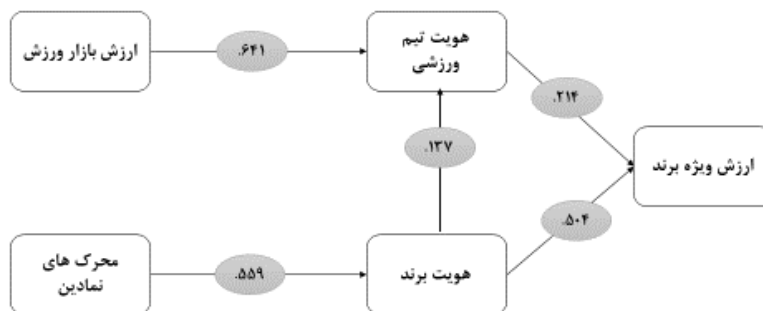 ارزش بازار ورزش
.۶۴۱
هویت تیم
ورزشی
.۲۱۴
.۱۳۷
ارزش ویژه برند
.۵۰۴
محرک های
نمادین
.۵۵۹
هویت برند